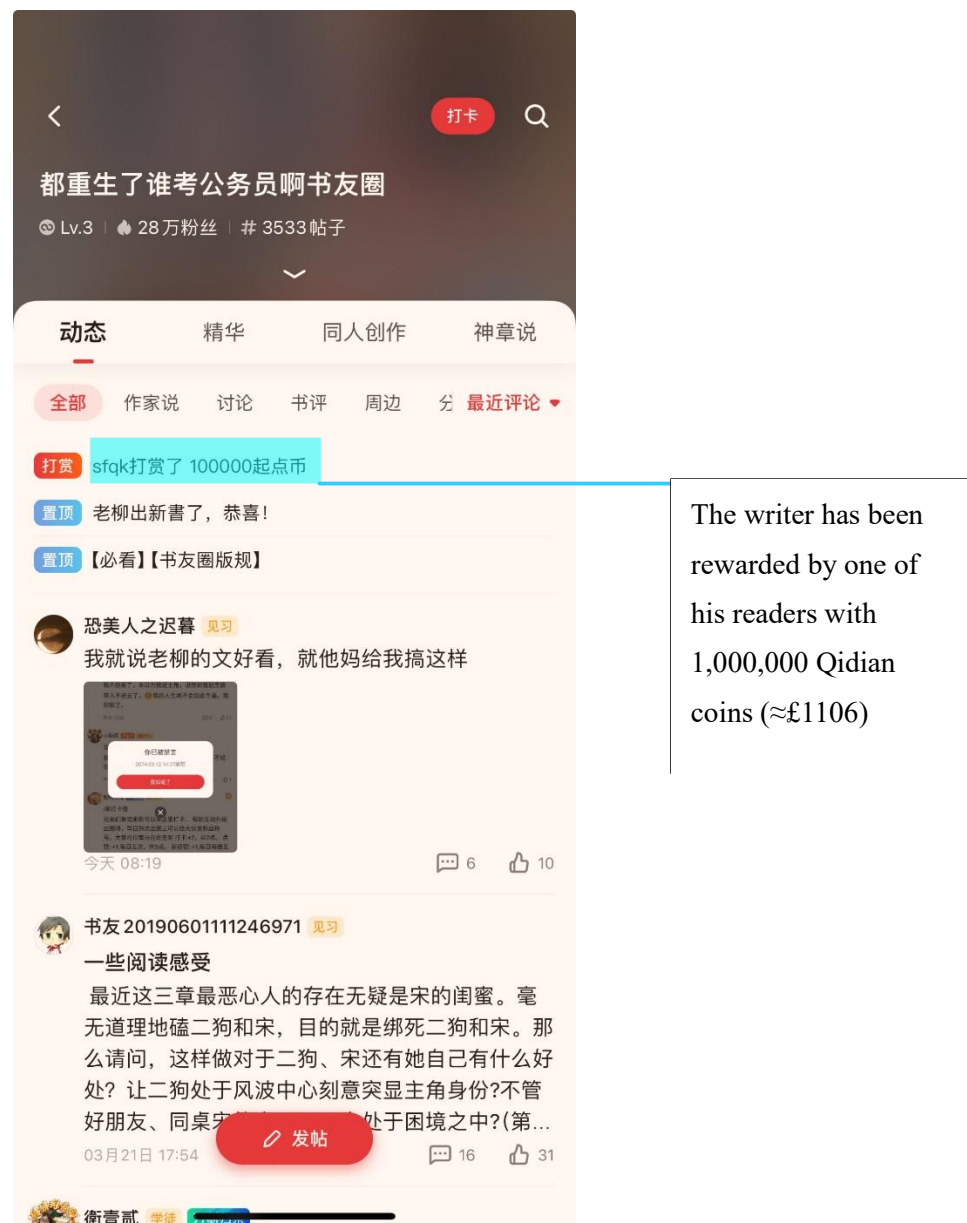 打卡
都重生了谁考公务员啊书友圈
Lv.3 28万粉丝 # 3533帖子
动态 精华 同人创作 神章说
全部 作家说 讨论 书评 周边 分 最近评论
打赏 sfqk打赏了 100000起点币
置顶 老柳出新書了，恭喜！
置顶 【必看】【书友圈版规】
The writer has been
rewarded by one of
his readers with
1,000,000 Qidian
coins (≈£1106)
恐美人之迟暮 见习
我就说老柳的文好看，就他妈给我搞这样
你已被禁言
我知道了
今天 08:19 6 10
书友20190601111246971 见习
一些阅读感受
最近这三章最恶心人的存在无疑是宋的闺蜜。毫
无道理地磕二狗和宋，目的就是绑死二狗和宋。那
么请问，这样做对于二狗、宋还有她自己有什么好
处？让二狗处于风波中心刻意突显主角身份?不管
好朋友、同桌宋 处于困境之中?(第...
发帖
03月21日 17:54 16 31
衛壹贰 学徒